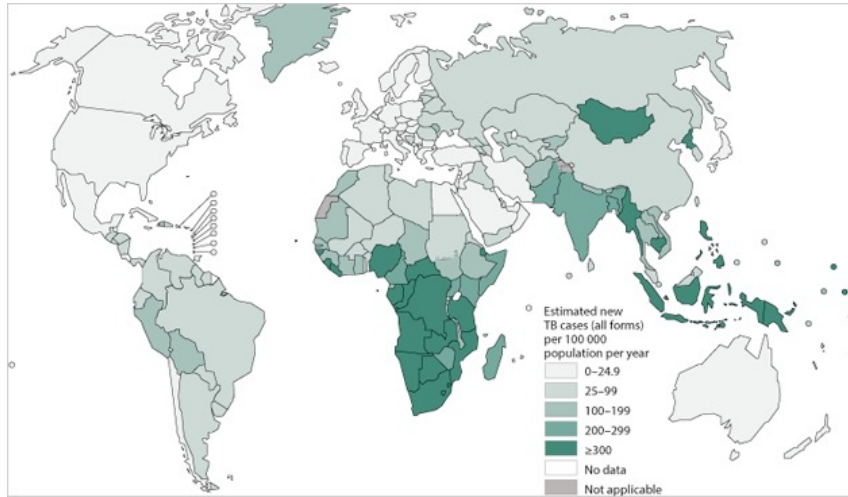 Estimated new
TB cases (all forms)
per 100 000
population per year
0–24.9
25–99
100–199
200–299
≥300
No data
Not applicable